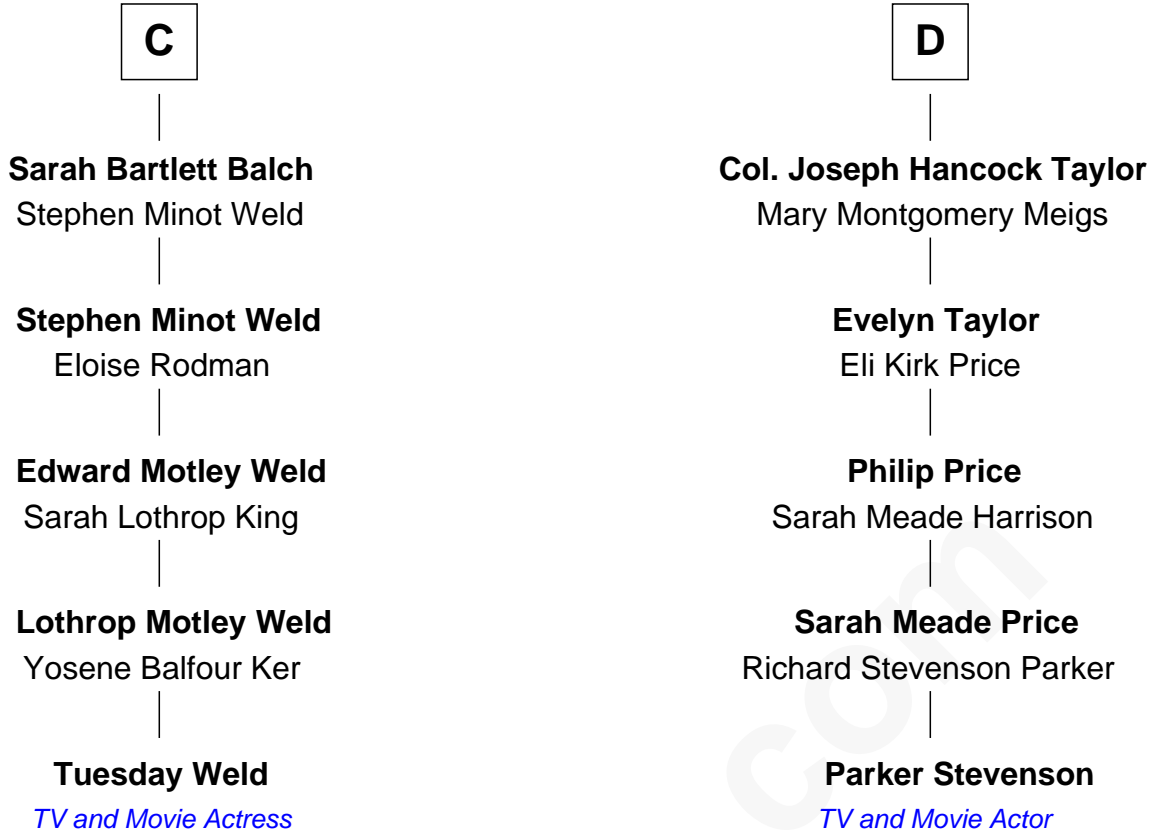 C
Sarah Bartlett Balch
Stephen Minot Weld
Stephen Minot Weld
Eloise Rodman
Edward Motley Weld
Sarah Lothrop King
Lothrop Motley Weld
Yosene Balfour Ker
Tuesday Weld
TV and Movie Actress
D
Col. Joseph Hancock Taylor
Mary Montgomery Meigs
Evelyn Taylor
Eli Kirk Price
Philip Price
Sarah Meade Harrison
Sarah Meade Price
Richard Stevenson Parker
Parker Stevenson
TV and Movie Actor
com